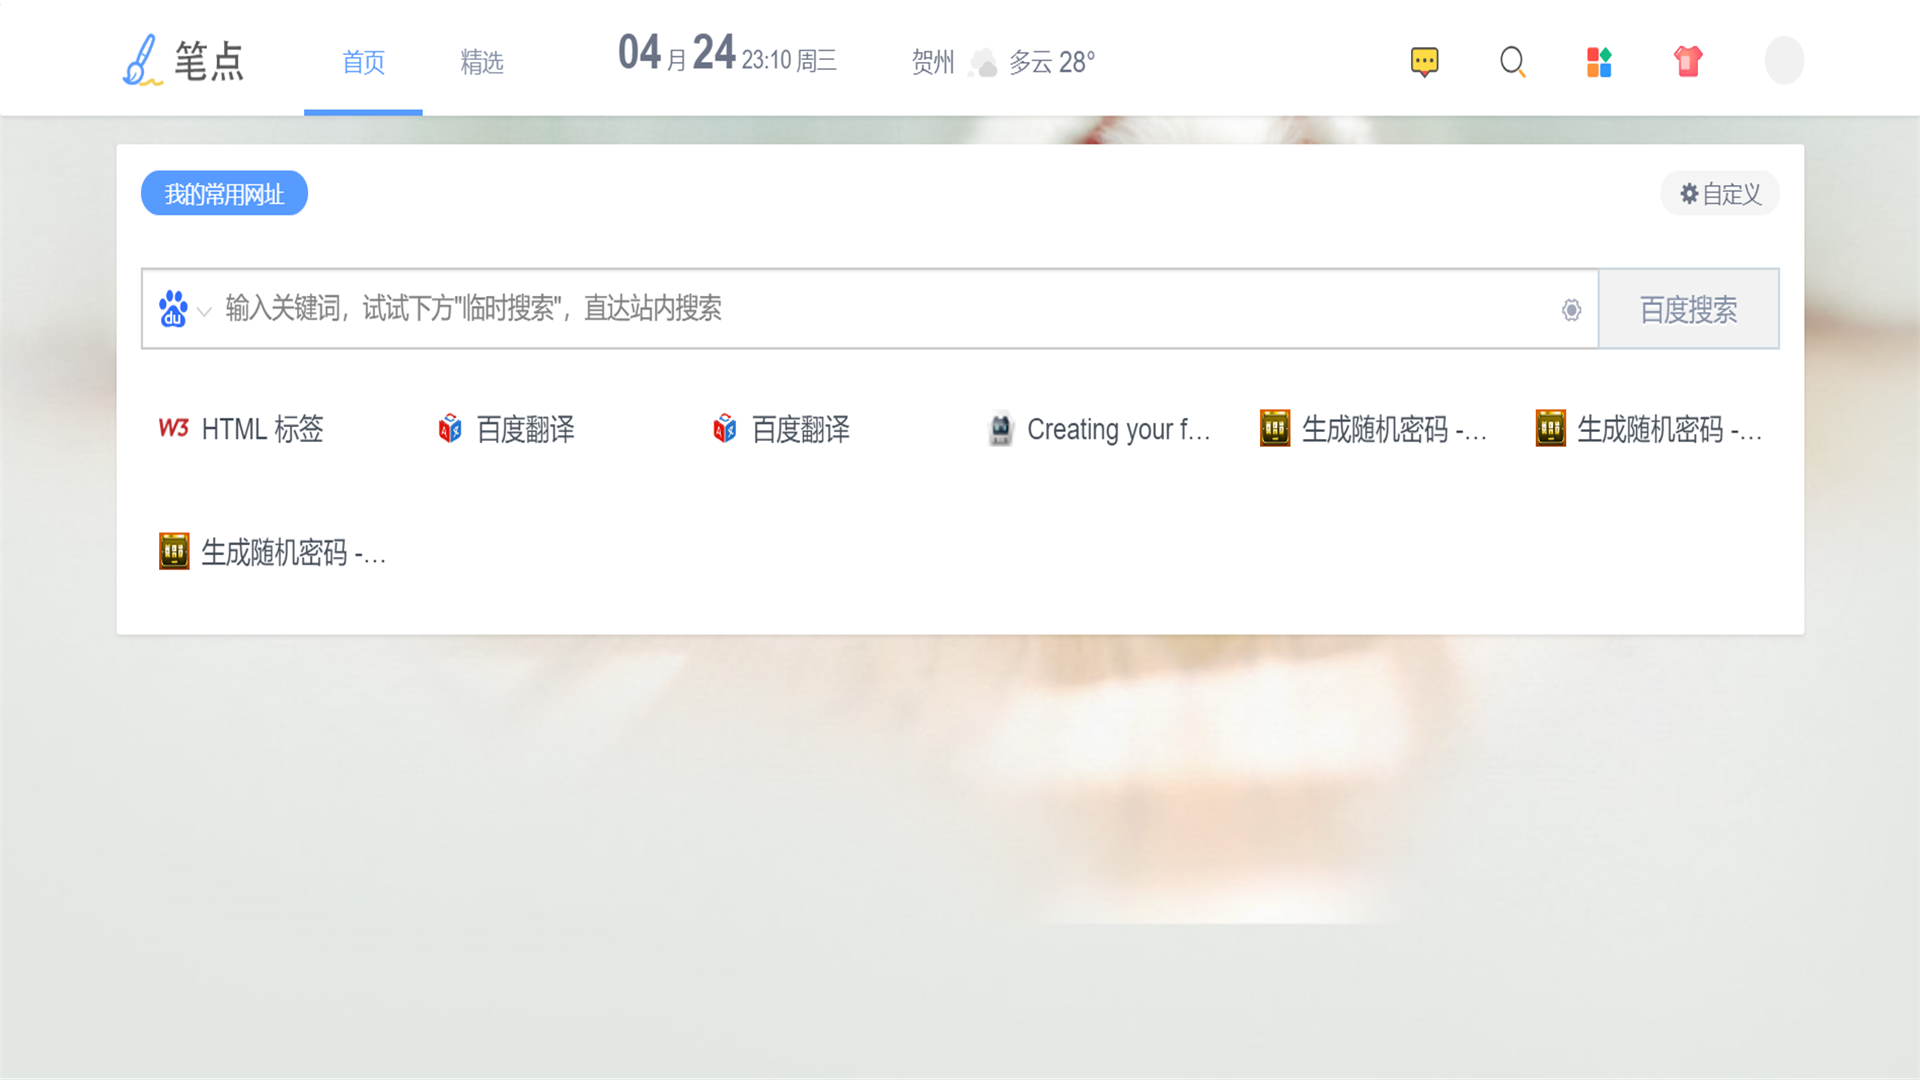 笔点 首页 精选 04月24 23:10 周三 贺州 多云 28°
我的常用网址 自定义
du 输入关键词，试试下方"临时搜索"，直达站内搜索 百度搜索
W3 HTML 标签 百度翻译 百度翻译 Creating your f... 生成随机密码 -... 生成随机密码 -...
生成随机密码 -...